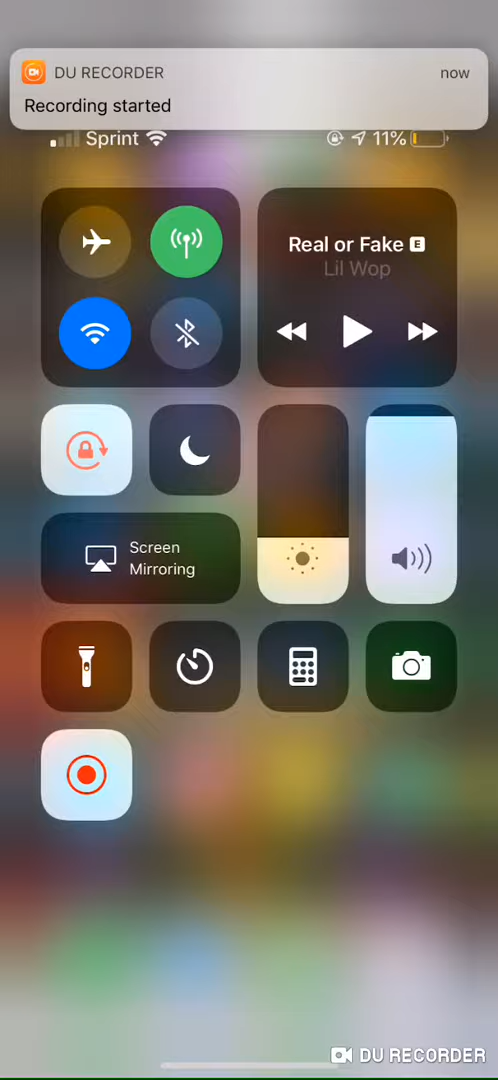 DU RECORDER
now
Recording started
Sprint
11%
Real or Fake E
Lil Wop
Screen
Mirroring
DU RECORDER